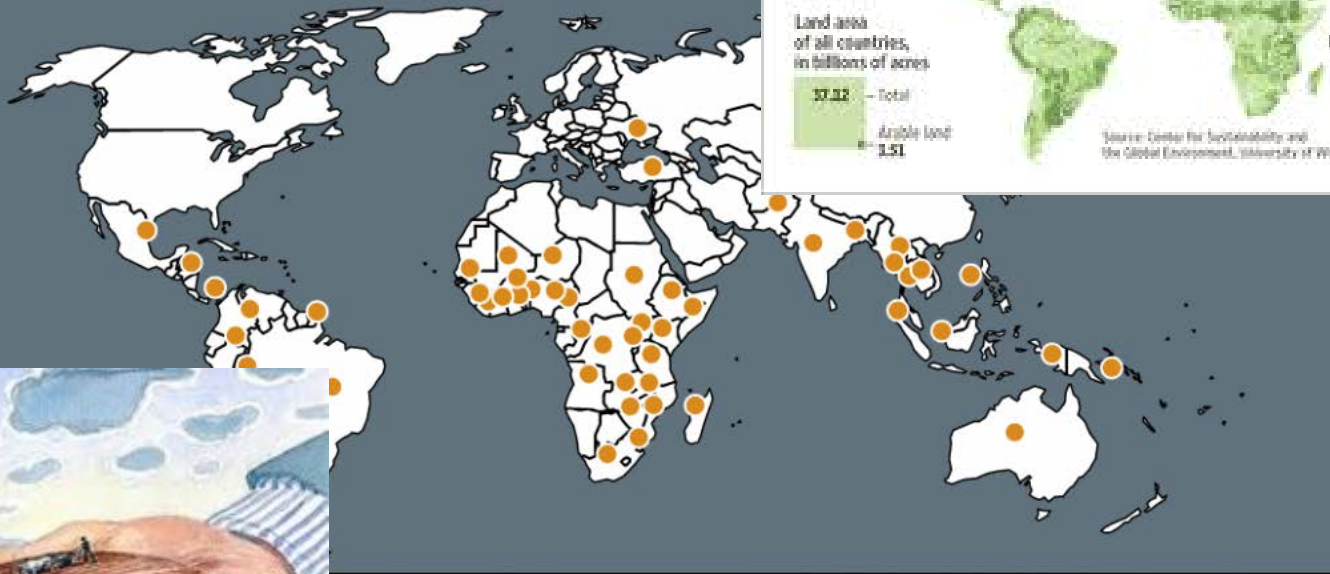 Land area
of all countries,
in billions of acres
37.12
Total
Arable land
3.51
Source: Center for Sustainability and
the Global Environment, University of